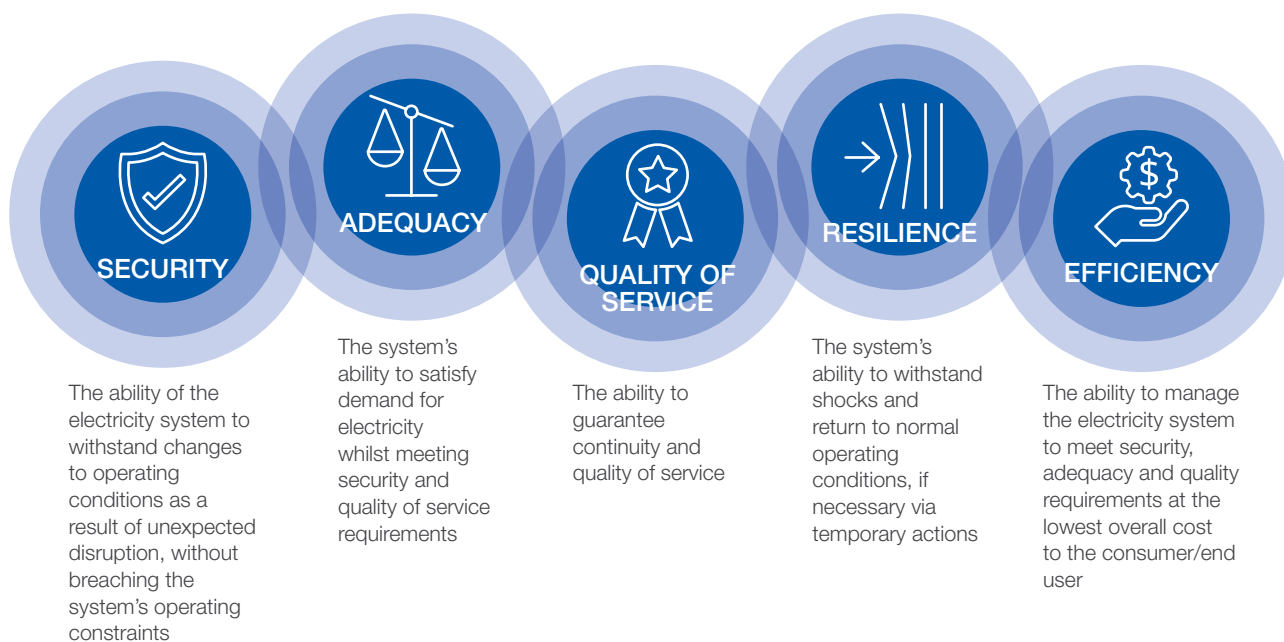 SECURITY
The ability of the
electricity system to
withstand changes
to operating
conditions as a
result of unexpected
disruption, without
breaching the
system's operating
constraints
ADEQUACY
The system's
ability to satisfy
demand for
electricity
whilst meeting
security and
quality of service
requirements
QUALITY OF
SERVICE
The ability to
guarantee
continuity and
quality of service
RESILIENCE
The system's
ability to withstand
shocks and
return to normal
operating
conditions, if
necessary via
temporary actions
$
EFFICIENCY
The ability to manage
the electricity system
to meet security,
adequacy and quality
requirements at the
lowest overall cost
to the consumer/end
user